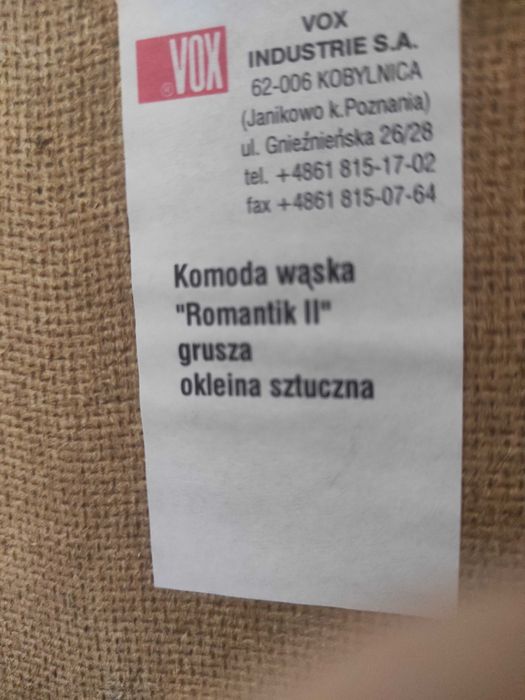 VOX
VOX
INDUSTRIE S.A.
62-006 KOBYLNICA
(Janikowo k.Poznania)
ul. Gnieźnieńska 26/28
tel. +4861 815-17-02
fax +4861 815-07-64
Komoda wąska
"Romantik II"
grusza
okleina sztuczna